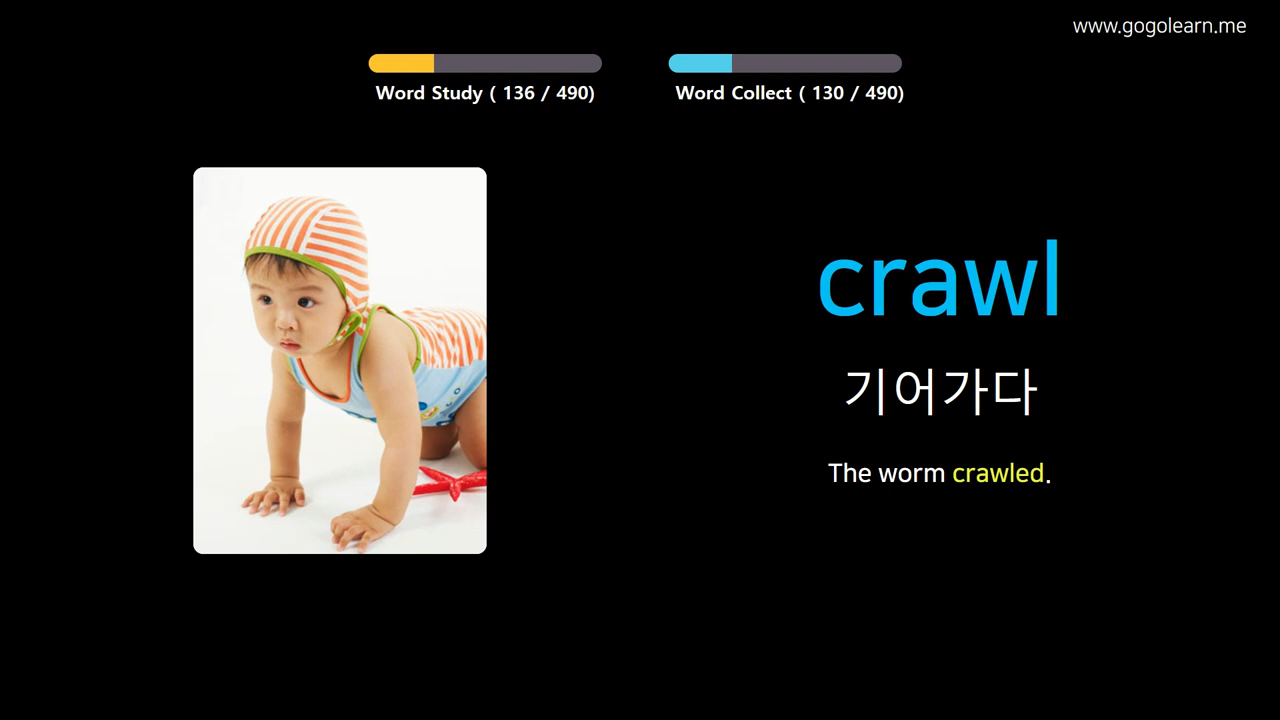 www.gogolearn.me
Word Study ( 136 / 490)
Word Collect ( 130 / 490)
crawl
기어가다
The worm crawled.